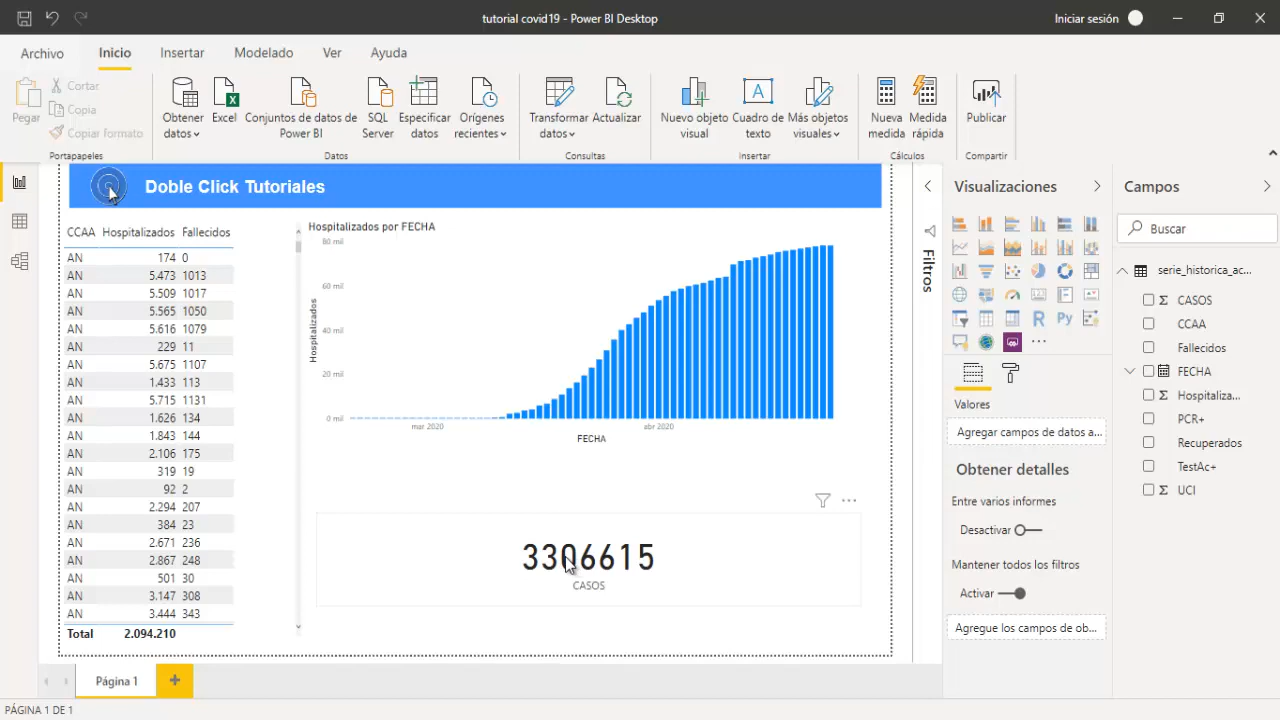 tutorial covid19 - Power BI Desktop
Iniciar sesión
Archivo Inicio Insertar Modelado Ver Ayuda
Pegar
Cortar
Copia
Copiar formato
Portapapeles
Obtener datos
Excel
Conjuntos de datos de Power BI
SQL Server
Especificar datos
Orígenes recientes
Datos
Transformar datos
Actualizar
Consultas
Nuevo objeto visual
Cuadro de texto
Más objetos visuales
Insertar
Nueva medida
Medida rápida
Cálculos
Publicar
Compartir
Doble Click Tutoriales
CCAA Hospitalizados Fallecidos
AN 174 0
AN 5.473 1013
AN 5.509 1017
AN 5.565 1050
AN 5.616 1079
AN 229 11
AN 5.675 1107
AN 1.433 113
AN 5.715 1131
AN 1.626 134
AN 1.843 144
AN 2.106 175
AN 319 19
AN 92 2
AN 2.294 207
AN 384 23
AN 2.671 236
AN 2.867 248
AN 501 30
AN 3.147 308
AN 3.444 343
Total 2.094.210
Hospitalizados por FECHA
80 mil
60 mil
40 mil
20 mil
0 mil
Hospitalizados
mar 2020 abr 2020
FECHA
3306615
CASOS
Filtros
Visualizaciones
R Py
Valores
Agregar campos de datos a...
Obtener detalles
Entre varios informes
Desactivar
Mantener todos los filtros
Activar
Agregue los campos de ob...
Campos
Buscar
serie_historica_ac...
Σ CASOS
CCAA
Fallecidos
FECHA
Σ Hospitaliza...
PCR+
Recuperados
TestAc+
Σ UCI
Página 1 +
PÁGINA 1 DE 1